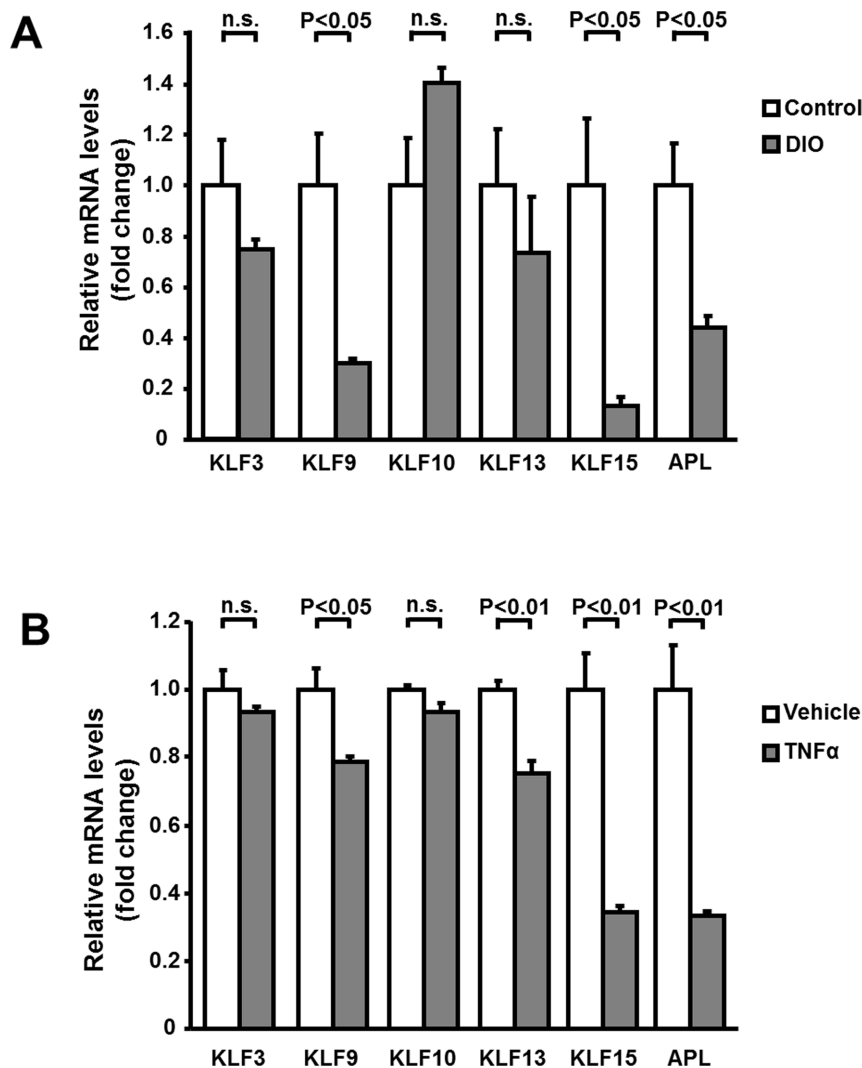 A
n.s. P<0.05 n.s. n.s. P<0.05 P<0.05
Relative mRNA levels
(fold change)
1.6
1.4
1.2
1.0
0.8
0.6
0.4
0.2
0
Control
DIO
KLF3 KLF9 KLF10 KLF13 KLF15 APL
B
n.s. P<0.05 n.s. P<0.01 P<0.01 P<0.01
Relative mRNA levels
(fold change)
1.2
1.0
0.8
0.6
0.4
0.2
0
Vehicle
TNFα
KLF3 KLF9 KLF10 KLF13 KLF15 APL